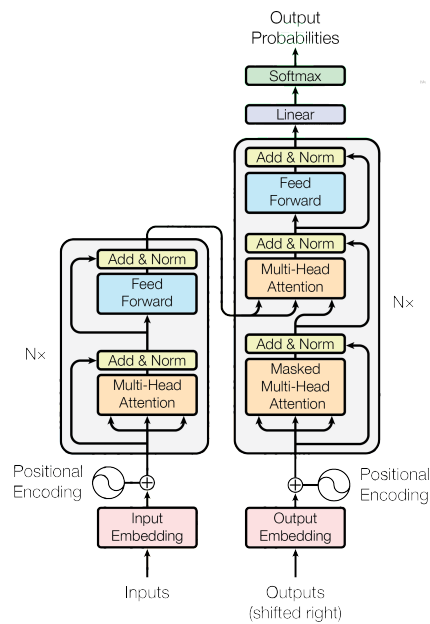 Output
Probabilities
Softmax
Linear
Add & Norm
Feed
Forward
Add & Norm
Multi-Head
Attention
Add & Norm
Masked
Multi-Head
Attention
N×
Add & Norm
Feed
Forward
Add & Norm
Multi-Head
Attention
N×
Positional
Encoding
Positional
Encoding
Input
Embedding
Output
Embedding
Inputs
Outputs
(shifted right)